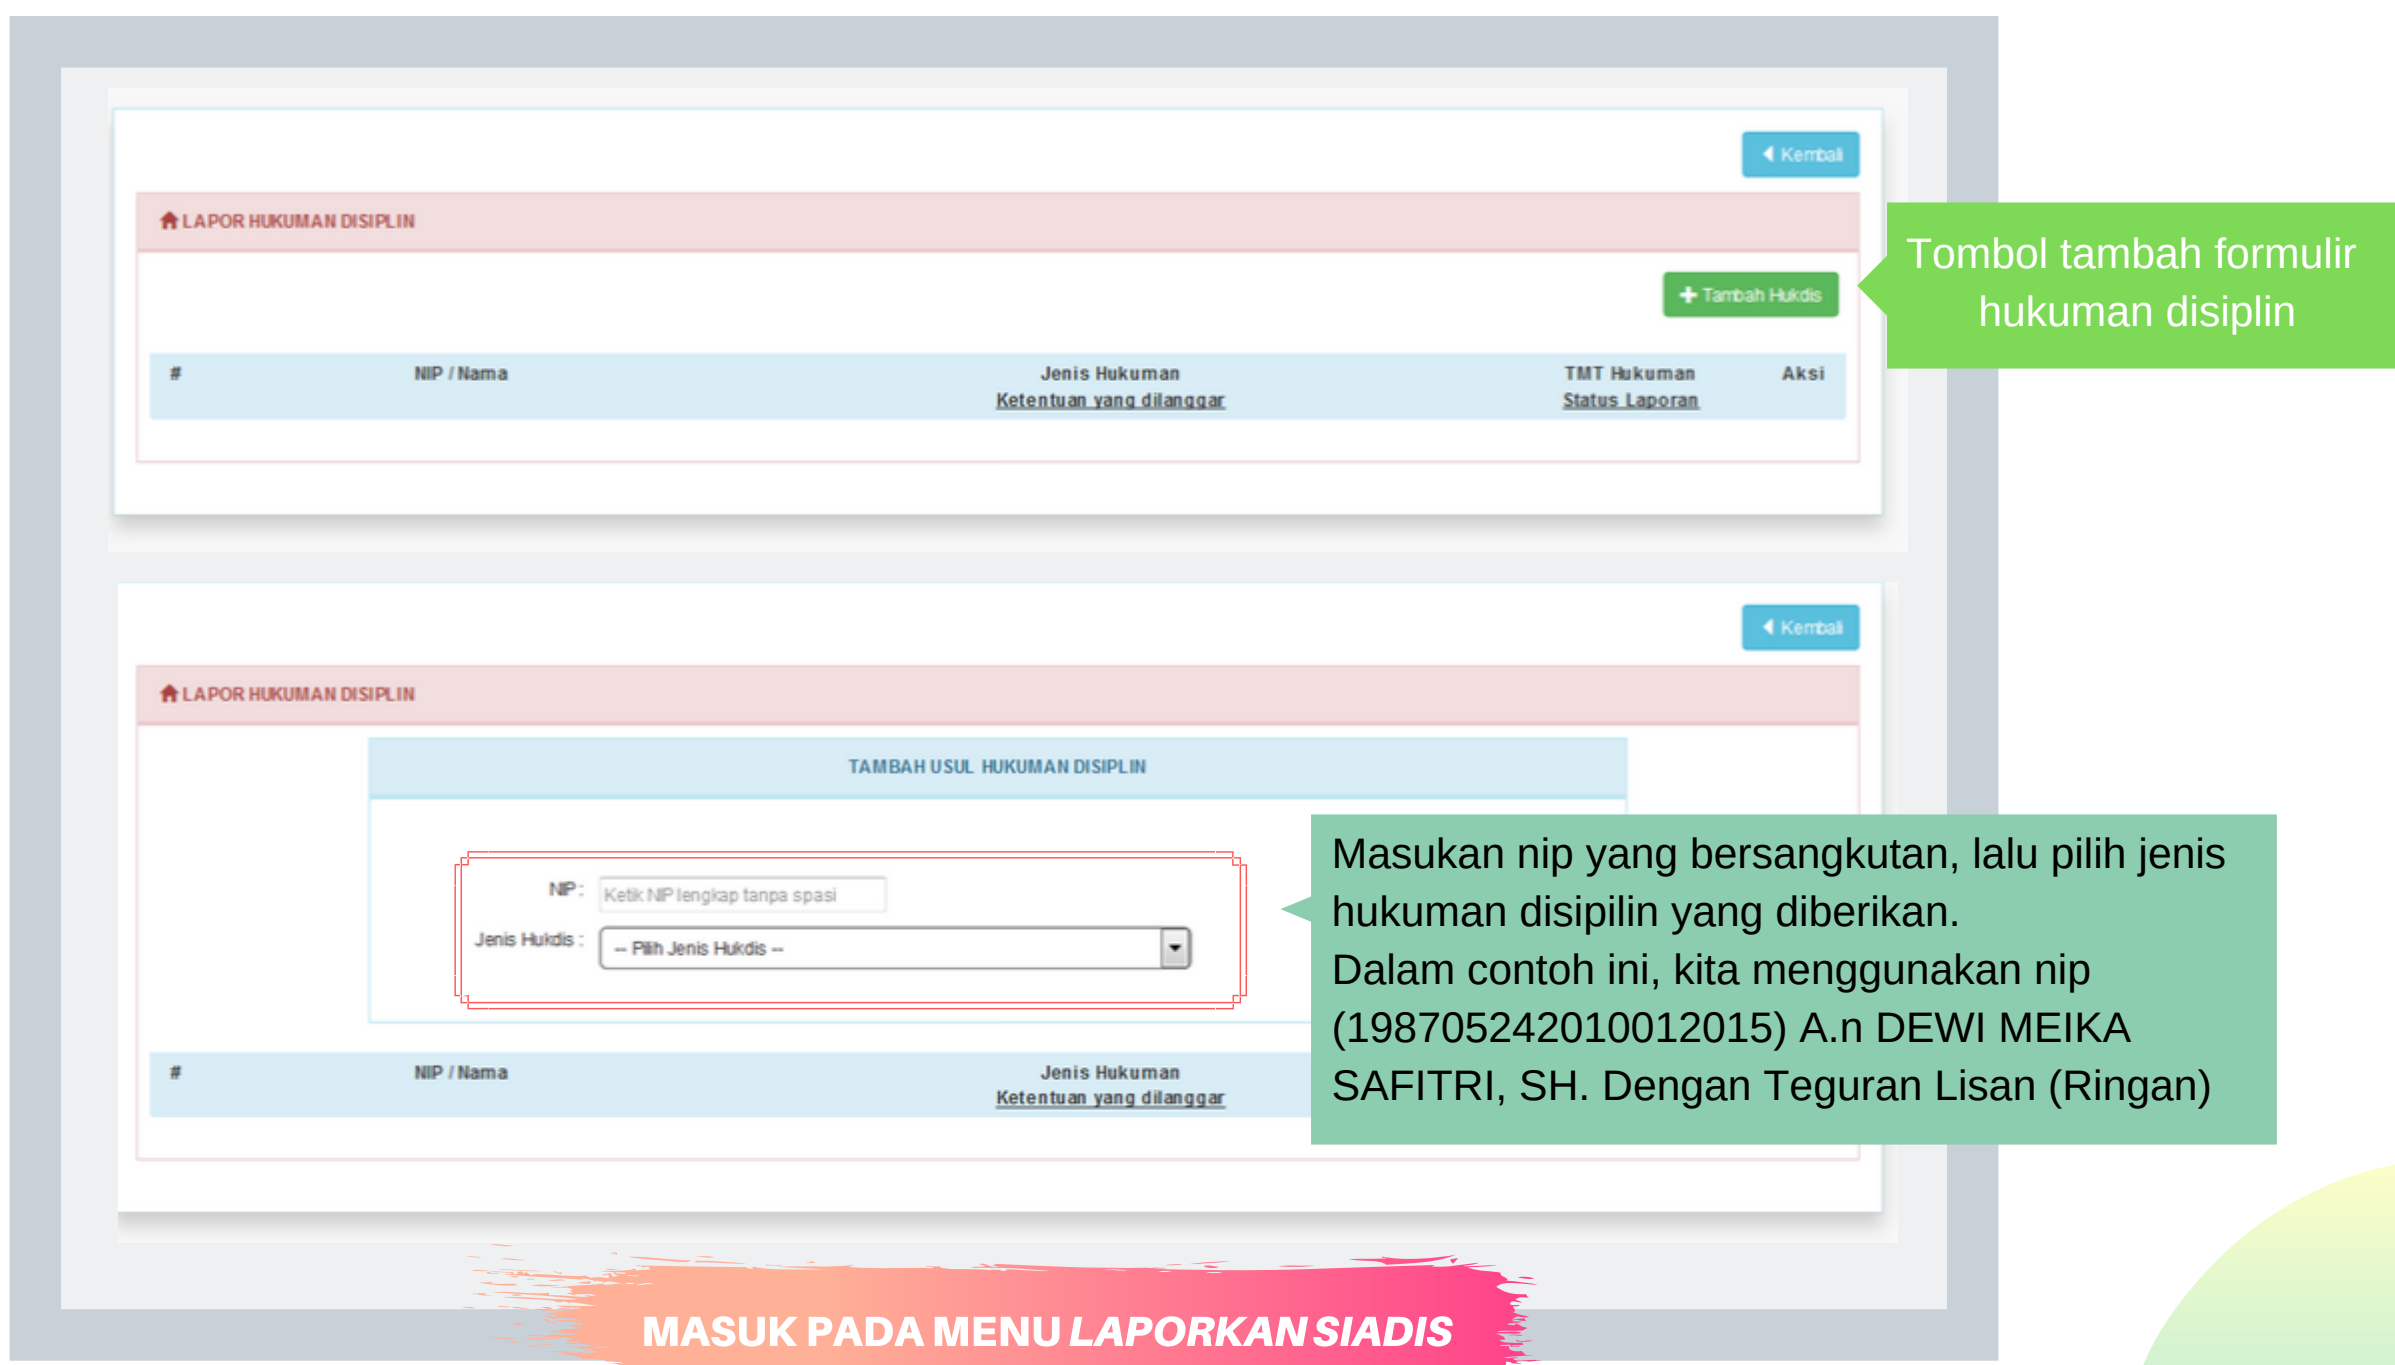 Kembali
LAPOR HUKUMAN DISIPLIN
Tombol tambah formulir
hukuman disiplin
+ Tambah Hukdis
# NIP / Nama Jenis Hukuman TMT Hukuman Aksi
Ketentuan yang dilanggar Status Laporan
Kembali
LAPOR HUKUMAN DISIPLIN
TAMBAH USUL HUKUMAN DISIPLIN
NIP : Ketik NIP lengkap tanpa spasi
Jenis Hukdis : -- Pilih Jenis Hukdis --
Masukan nip yang bersangkutan, lalu pilih jenis
hukuman disipilin yang diberikan.
Dalam contoh ini, kita menggunakan nip
(198705242010012015) A.n DEWI MEIKA
SAFITRI, SH. Dengan Teguran Lisan (Ringan)
# NIP / Nama Jenis Hukuman
Ketentuan yang dilanggar
MASUK PADA MENU LAPORKAN SIADIS